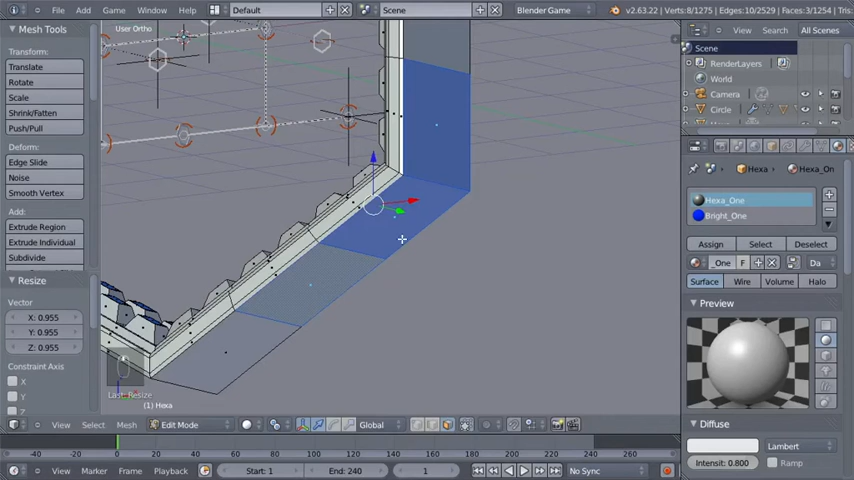 File Add Render Window Help
Default
Scene
Blender Game
v2.63.22 | Verts:8/1275 | Edges:10/2529 | Faces:3/1254
Mesh Tools
Transform:
Translate
Rotate
Scale
Shrink/Fatten
Push/Pull
Deform:
Edge Slide
Noise
Smooth Vertex
Add:
Extrude Region
Extrude Individual
Subdivide
Resize
Vector
X: 0.955
Y: 0.955
Z: 0.955
Constraint Axis
X
Y
User Ortho
Last: Resize
(1) Hexa
View Select Mesh Edit Mode Global
-40 -20 0 20 40 60 80 100 120 140 160 180 200 220 240 260 280
View Marker Frame Playback Start: 1 End: 240 1 No Sync
View Search All Scenes
Scene
RenderLayers
World
Camera
Circle
Hexa Hexa_On
Hexa_One
Bright_One
Assign Select Deselect
_One F Da
Surface Wire Volume Halo
Preview
Diffuse
Lambert
Intensit: 0.800 Ramp